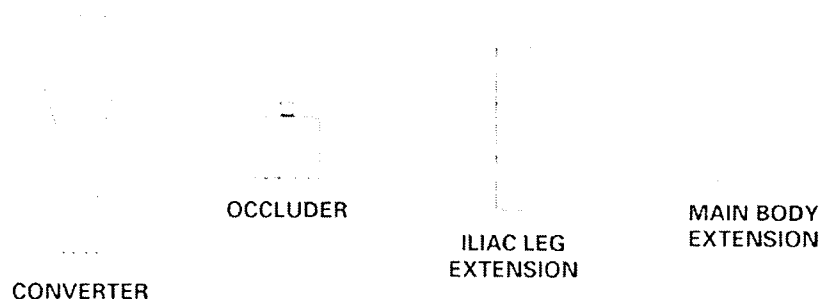 OCCLUDER
MAIN BODY
EXTENSION
ILIAC LEG
EXTENSION
CONVERTER